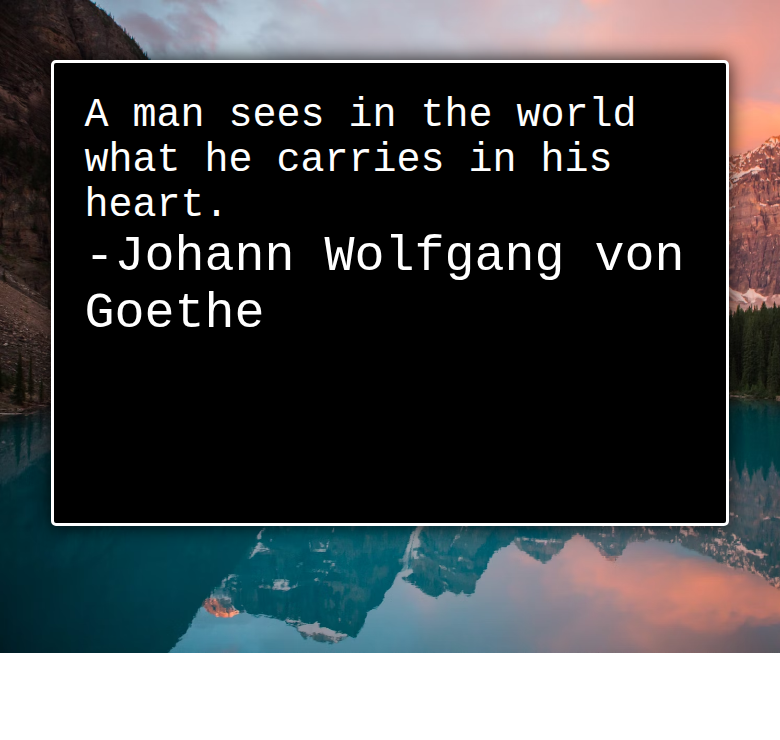 A man sees in the world
what he carries in his
heart.
-Johann Wolfgang von
Goethe